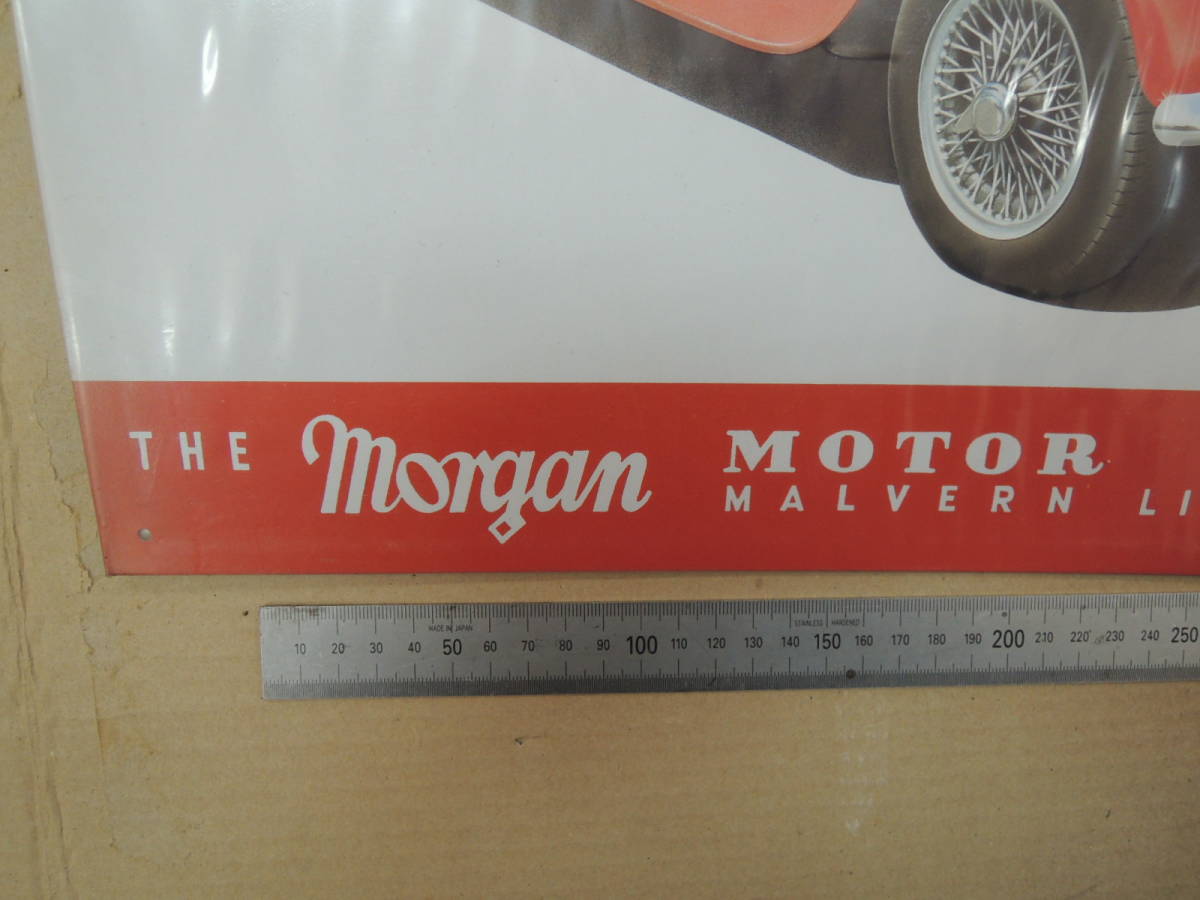 THE Morgan MOTOR
MALVERN LI
MADE IN JAPAN
STAINLESS HARDENED
10 20 30 40 50 60 70 80 90 100 110 120 130 140 150 160 170 180 190 200 210 220 230 240 250